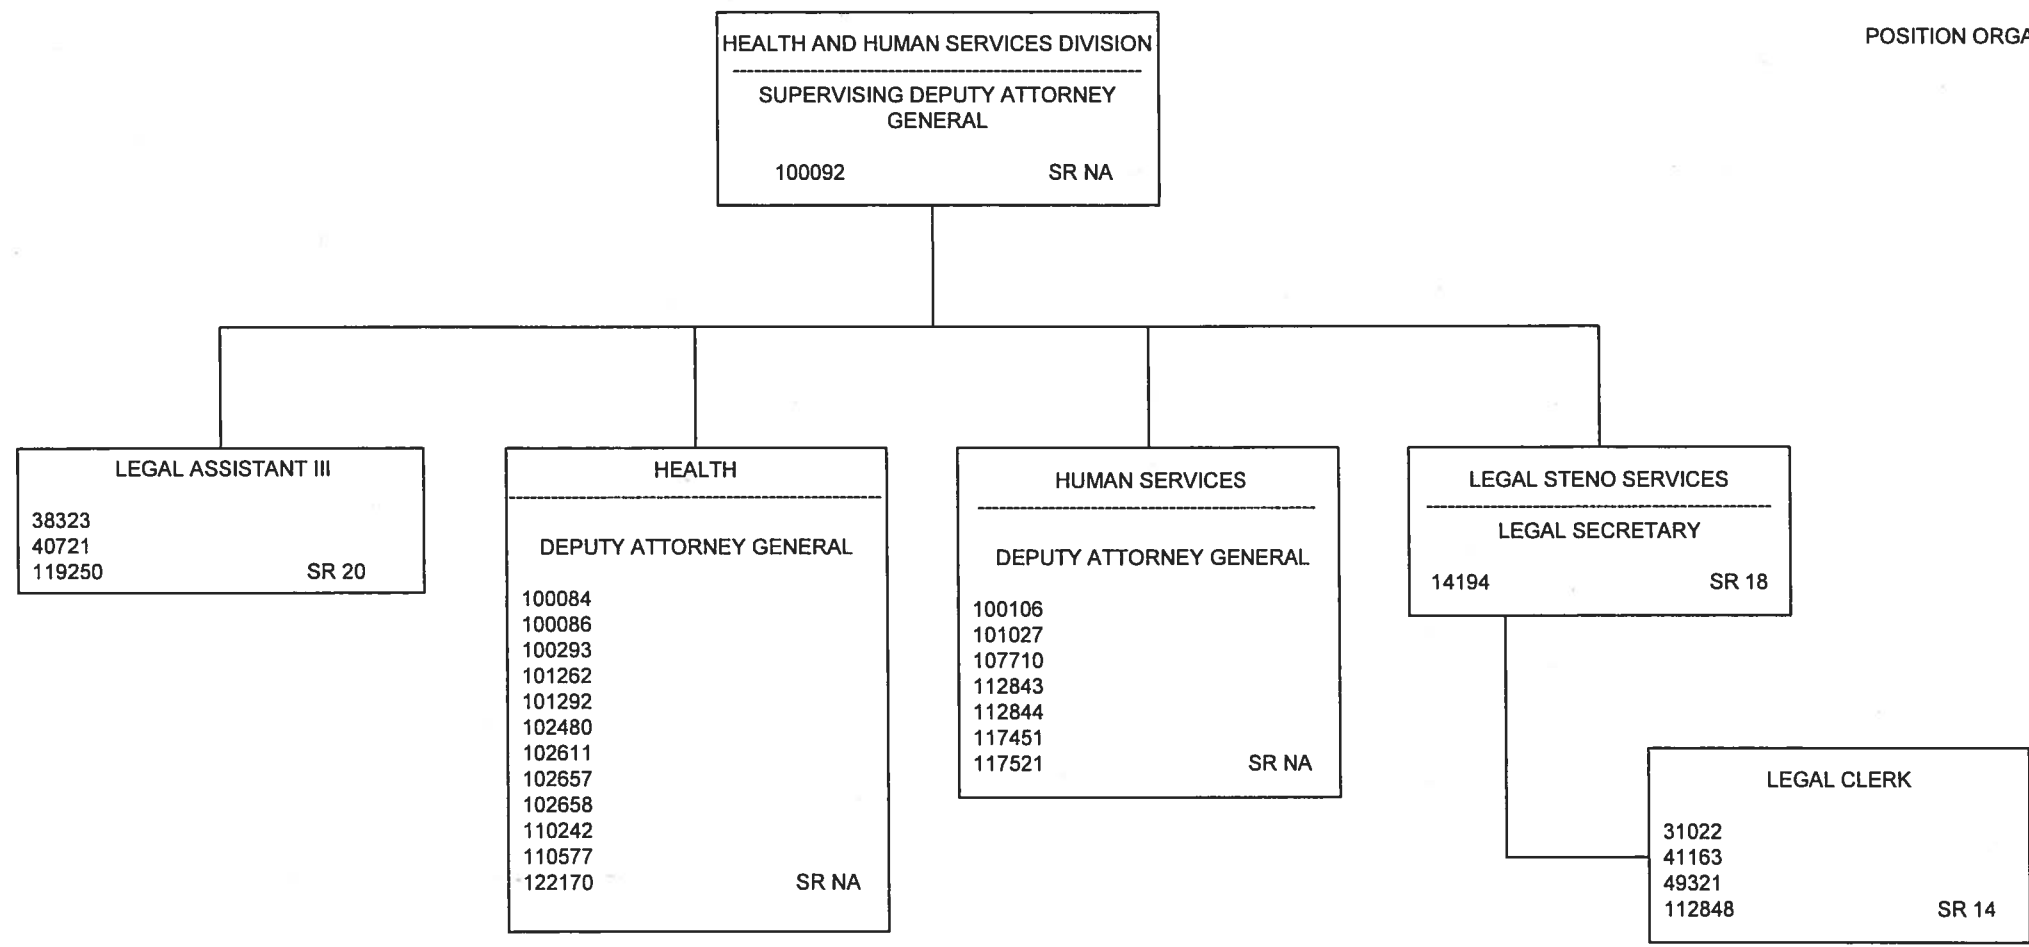 POSITION ORGA
HEALTH AND HUMAN SERVICES DIVISION
SUPERVISING DEPUTY ATTORNEY
GENERAL
100092 SR NA
LEGAL ASSISTANT III
38323
40721
119250 SR 20
HEALTH
DEPUTY ATTORNEY GENERAL
100084
100086
100293
101262
101292
102480
102611
102657
102658
110242
110577
122170 SR NA
HUMAN SERVICES
DEPUTY ATTORNEY GENERAL
100106
101027
107710
112843
112844
117451
117521 SR NA
LEGAL STENO SERVICES
LEGAL SECRETARY
14194 SR 18
LEGAL CLERK
31022
41163
49321
112848 SR 14